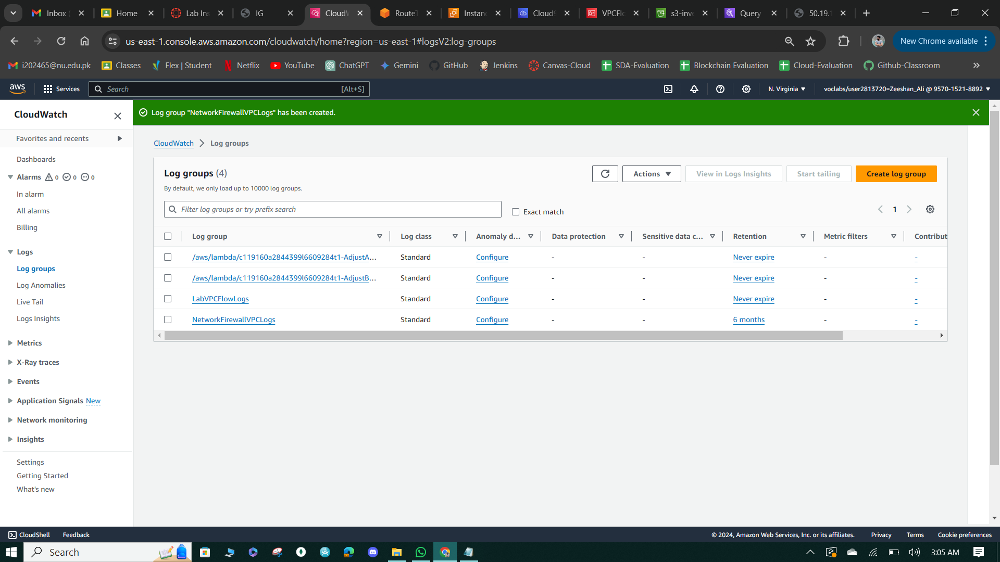 Inbox (
Home
Lab Ins
IG
CloudW
RouteT
Instanc
Cloud9
VPCFlo
s3-inve
Query
50.19.1
us-east-1.console.aws.amazon.com/cloudwatch/home?region=us-east-1#logsV2:log-groups
New Chrome available
i202465@nu.edu.pk
Classes
Flex | Student
Netflix
YouTube
ChatGPT
Gemini
GitHub
Jenkins
Canvas-Cloud
SDA-Evaluation
Blockchain Evaluation
Cloud-Evaluation
Github-Classroom
aws
Services
Search
[Alt+S]
N. Virginia
voclabs/user2813720=Zeeshan_Ali @ 9570-1521-8892
CloudWatch
Log group "NetworkFirewallVPCLogs" has been created.
Favorites and recents
Dashboards
Alarms 0 0 0
In alarm
All alarms
Billing
Logs
Log groups
Log Anomalies
Live Tail
Logs Insights
Metrics
X-Ray traces
Events
Application Signals New
Network monitoring
Insights
Settings
Getting Started
What's new
CloudWatch > Log groups
Log groups (4)
By default, we only load up to 10000 log groups.
Actions
View in Logs Insights
Start tailing
Create log group
Filter log groups or try prefix search
Exact match
1
Log group Log class Anomaly d... Data protection Sensitive data c... Retention Metric filters Contribut
/aws/lambda/c119160a2844399l6609284t1-AdjustA... Standard Configure - - Never expire - -
/aws/lambda/c119160a2844399l6609284t1-AdjustB... Standard Configure - - Never expire - -
LabVPCFlowLogs Standard Configure - - Never expire - -
NetworkFirewallVPCLogs Standard Configure - - 6 months - -
CloudShell
Feedback
© 2024, Amazon Web Services, Inc. or its affiliates.
Privacy
Terms
Cookie preferences
Search
3:05 AM